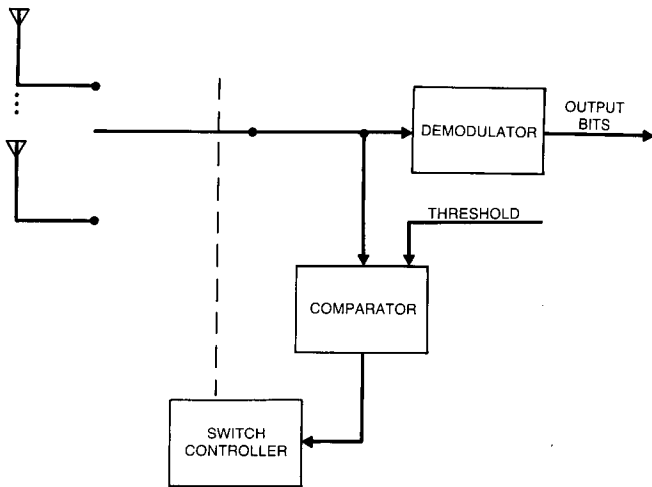 DEMODULATOR
OUTPUT
BITS
THRESHOLD
COMPARATOR
SWITCH
CONTROLLER